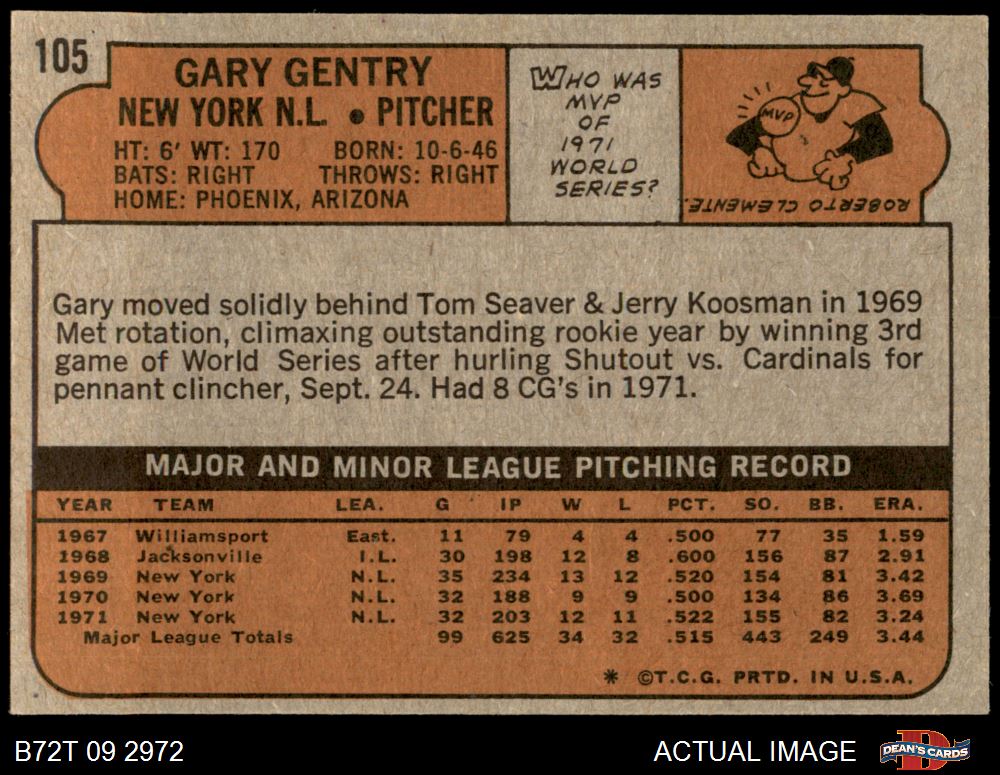 105
GARY GENTRY
NEW YORK N.L. • PITCHER
HT: 6' WT: 170 BORN: 10-6-46
BATS: RIGHT THROWS: RIGHT
HOME: PHOENIX, ARIZONA
WHO WAS
MVP
OF
1971
WORLD
SERIES?
MVP
ROBERTO CLEMENTE.
Gary moved solidly behind Tom Seaver & Jerry Koosman in 1969
Met rotation, climaxing outstanding rookie year by winning 3rd
game of World Series after hurling Shutout vs. Cardinals for
pennant clincher, Sept. 24. Had 8 CG's in 1971.
MAJOR AND MINOR LEAGUE PITCHING RECORD
YEAR TEAM LEA. G IP W L PCT. SO. BB. ERA.
1967 Williamsport East. 11 79 4 4 .500 77 35 1.59
1968 Jacksonville I.L. 30 198 12 8 .600 156 87 2.91
1969 New York N.L. 35 234 13 12 .520 154 81 3.42
1970 New York N.L. 32 188 9 9 .500 134 86 3.69
1971 New York N.L. 32 203 12 11 .522 155 82 3.24
Major League Totals 99 625 34 32 .515 443 249 3.44
* ©T.C.G. PRTD. IN U.S.A.
B72T 09 2972
ACTUAL IMAGE
DEAN'S CARDS